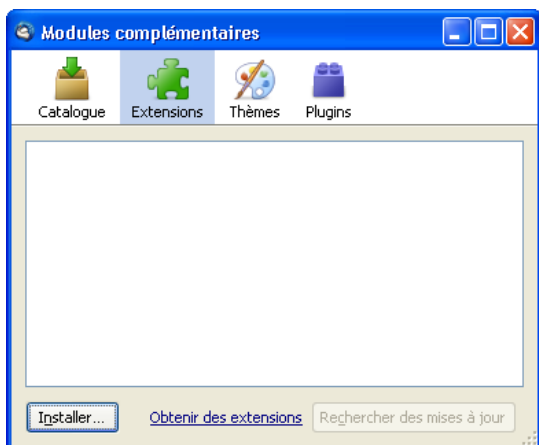 Modules complémentaires
Catalogue Extensions Thèmes Plugins
Installer... Obtenir des extensions Rechercher des mises à jour